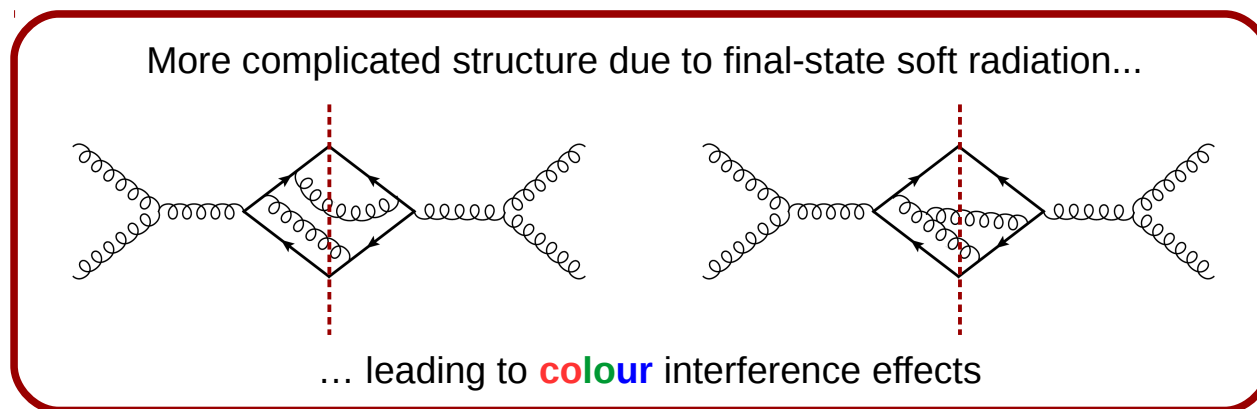 More complicated structure due to final-state soft radiation...
... leading to colour interference effects